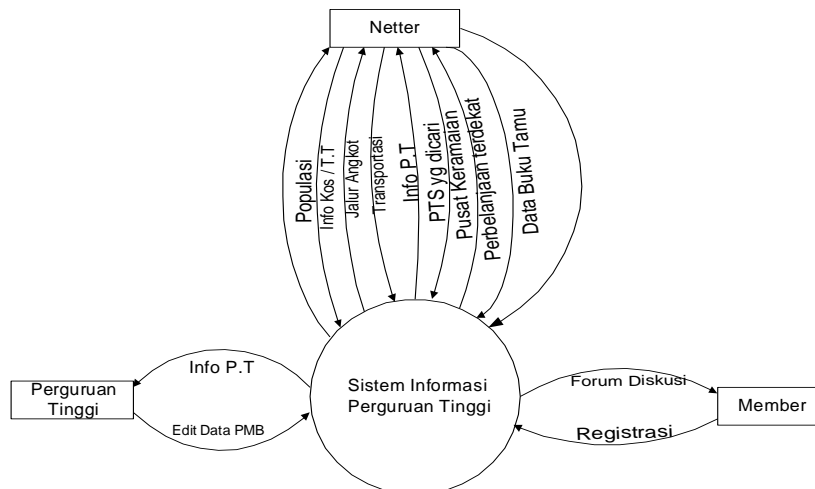 Netter
Populasi
Info Kos / T.T
Jalur Angkot
Transportasi
Info P.T
PTS yg dicari
Pusat Keramaian
Perbelanjaan terdekat
Data Buku Tamu
Info P.T
Perguruan
Tinggi
Edit Data PMB
Sistem Informasi
Perguruan Tinggi
Forum Diskusi
Member
Registrasi